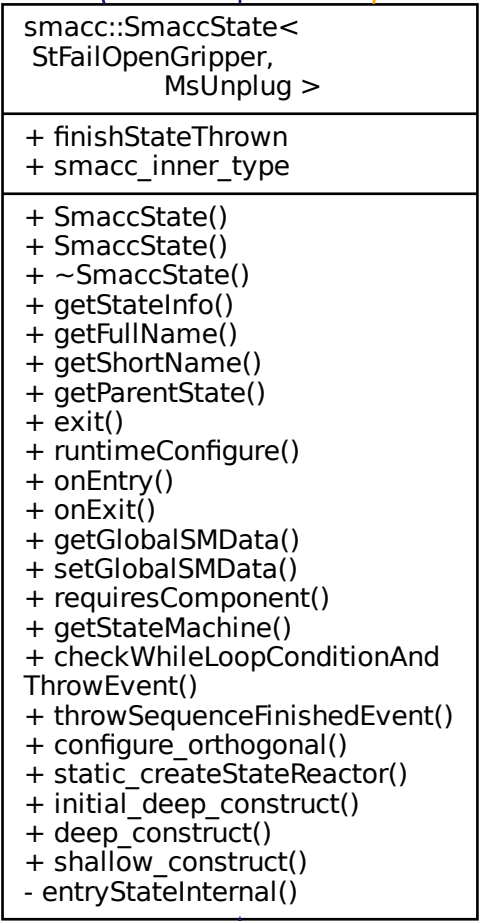 smacc::SmaccState<
StFailOpenGripper,
MsUnplug >
+ finishStateThrown
+ smacc_inner_type
+ SmaccState()
+ SmaccState()
+ ~SmaccState()
+ getStateInfo()
+ getFullName()
+ getShortName()
+ getParentState()
+ exit()
+ runtimeConfigure()
+ onEntry()
+ onExit()
+ getGlobalSMData()
+ setGlobalSMData()
+ requiresComponent()
+ getStateMachine()
+ checkWhileLoopConditionAnd
ThrowEvent()
+ throwSequenceFinishedEvent()
+ configure_orthogonal()
+ static_createStateReactor()
+ initial_deep_construct()
+ deep_construct()
+ shallow_construct()
- entryStateInternal()